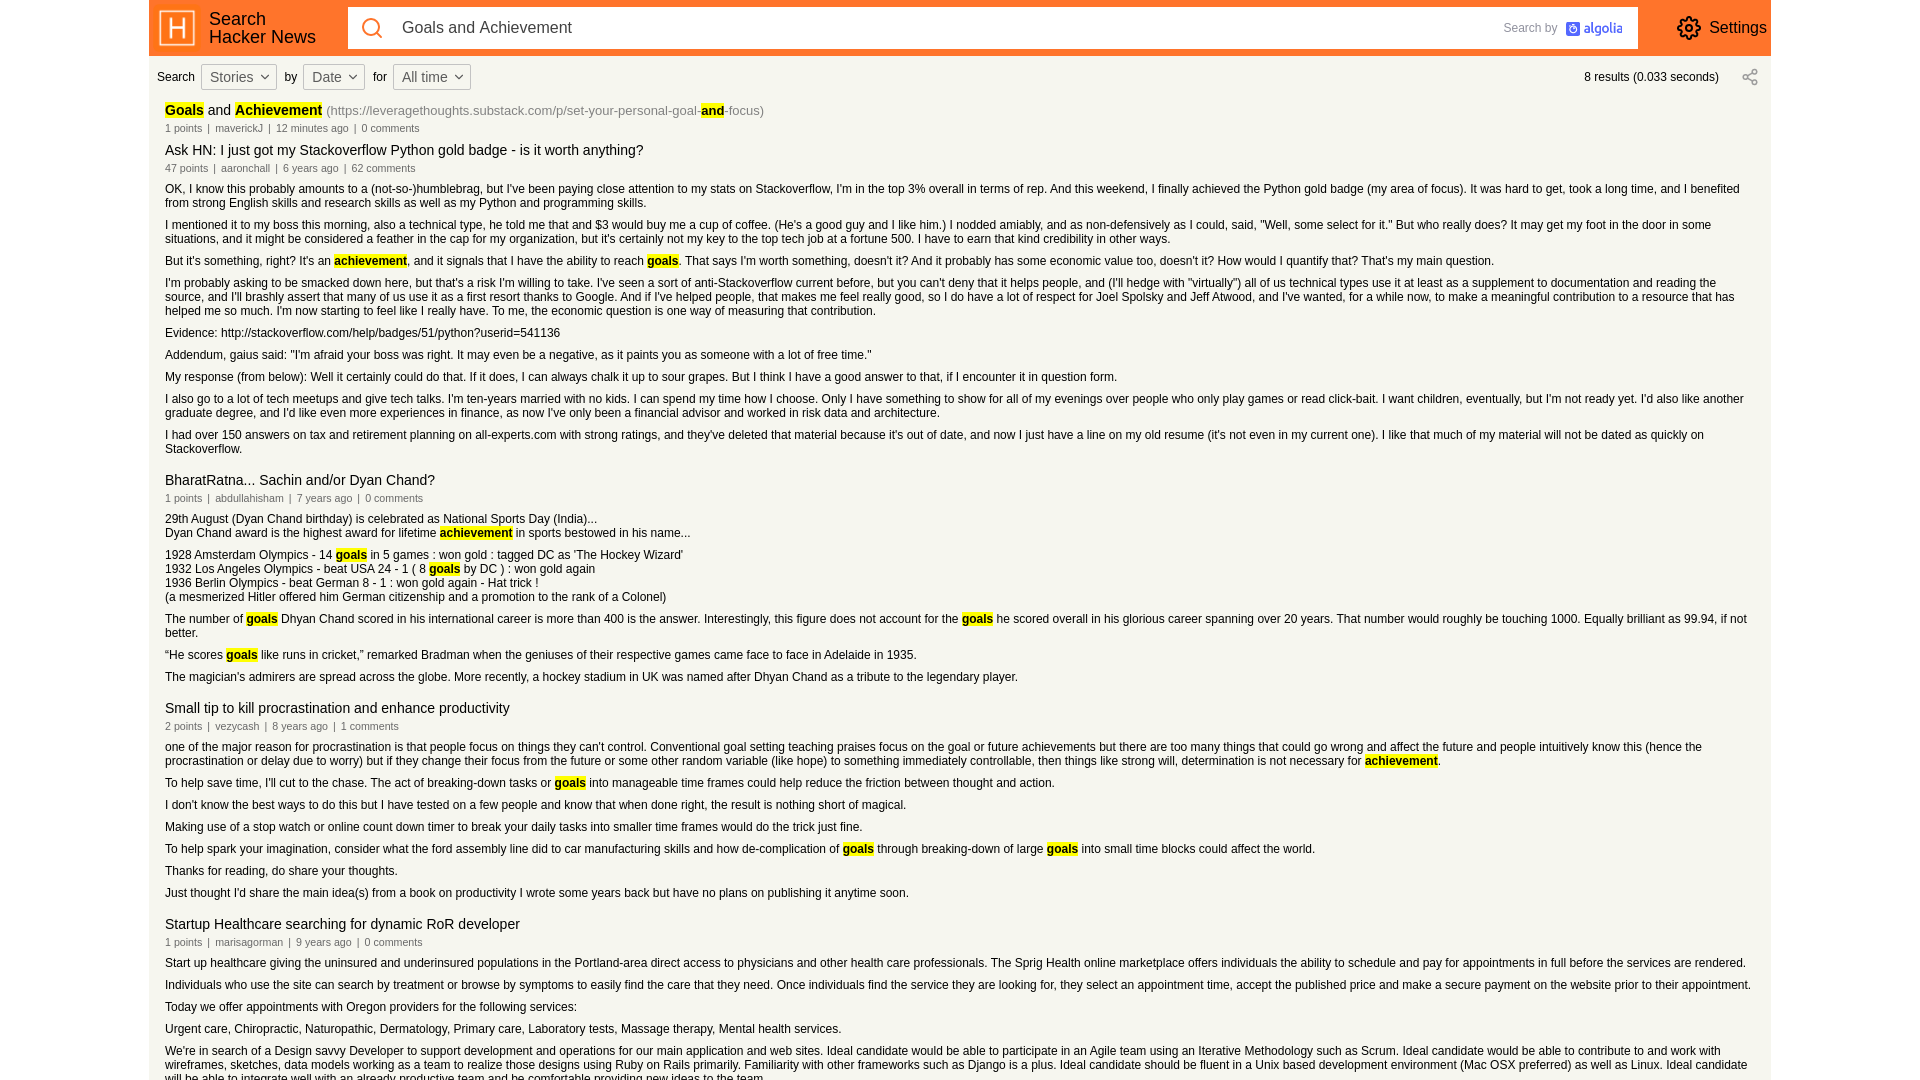 Search
Hacker News
Goals and Achievement
Search by algolia
Settings
Search Stories by Date for All time
8 results (0.033 seconds)
Goals and Achievement (https://leveragethoughts.substack.com/p/set-your-personal-goal-and-focus)
1 points | maverickJ | 12 minutes ago | 0 comments
Ask HN: I just got my Stackoverflow Python gold badge - is it worth anything?
47 points | aaronchall | 6 years ago | 62 comments
OK, I know this probably amounts to a (not-so-)humblebrag, but I've been paying close attention to my stats on Stackoverflow, I'm in the top 3% overall in terms of rep. And this weekend, I finally achieved the Python gold badge (my area of focus). It was hard to get, took a long time, and I benefited
from strong English skills and research skills as well as my Python and programming skills.
I mentioned it to my boss this morning, also a technical type, he told me that and $3 would buy me a cup of coffee. (He's a good guy and I like him.) I nodded amiably, and as non-defensively as I could, said, "Well, some select for it." But who really does? It may get my foot in the door in some
situations, and it might be considered a feather in the cap for my organization, but it's certainly not my key to the top tech job at a fortune 500. I have to earn that kind credibility in other ways.
But it's something, right? It's an achievement, and it signals that I have the ability to reach goals. That says I'm worth something, doesn't it? And it probably has some economic value too, doesn't it? How would I quantify that? That's my main question.
I'm probably asking to be smacked down here, but that's a risk I'm willing to take. I've seen a sort of anti-Stackoverflow current before, but you can't deny that it helps people, and (I'll hedge with "virtually") all of us technical types use it at least as a supplement to documentation and reading the
source, and I'll brashly assert that many of us use it as a first resort thanks to Google. And if I've helped people, that makes me feel really good, so I do have a lot of respect for Joel Spolsky and Jeff Atwood, and I've wanted, for a while now, to make a meaningful contribution to a resource that has
helped me so much. I'm now starting to feel like I really have. To me, the economic question is one way of measuring that contribution.
Evidence: http://stackoverflow.com/help/badges/51/python?userid=541136
Addendum, gaius said: "I'm afraid your boss was right. It may even be a negative, as it paints you as someone with a lot of free time."
My response (from below): Well it certainly could do that. If it does, I can always chalk it up to sour grapes. But I think I have a good answer to that, if I encounter it in question form.
I also go to a lot of tech meetups and give tech talks. I'm ten-years married with no kids. I can spend my time how I choose. Only I have something to show for all of my evenings over people who only play games or read click-bait. I want children, eventually, but I'm not ready yet. I'd also like another
graduate degree, and I'd like even more experiences in finance, as now I've only been a financial advisor and worked in risk data and architecture.
I had over 150 answers on tax and retirement planning on all-experts.com with strong ratings, and they've deleted that material because it's out of date, and now I just have a line on my old resume (it's not even in my current one). I like that much of my material will not be dated as quickly on
Stackoverflow.
BharatRatna... Sachin and/or Dyan Chand?
1 points | abdullahisham | 7 years ago | 0 comments
29th August (Dyan Chand birthday) is celebrated as National Sports Day (India)...
Dyan Chand award is the highest award for lifetime achievement in sports bestowed in his name...
1928 Amsterdam Olympics - 14 goals in 5 games : won gold : tagged DC as 'The Hockey Wizard'
1932 Los Angeles Olympics - beat USA 24 - 1 ( 8 goals by DC ) : won gold again
1936 Berlin Olympics - beat German 8 - 1 : won gold again - Hat trick !
(a mesmerized Hitler offered him German citizenship and a promotion to the rank of a Colonel)
The number of goals Dhyan Chand scored in his international career is more than 400 is the answer. Interestingly, this figure does not account for the goals he scored overall in his glorious career spanning over 20 years. That number would roughly be touching 1000. Equally brilliant as 99.94, if not
better.
“He scores goals like runs in cricket,” remarked Bradman when the geniuses of their respective games came face to face in Adelaide in 1935.
The magician's admirers are spread across the globe. More recently, a hockey stadium in UK was named after Dhyan Chand as a tribute to the legendary player.
Small tip to kill procrastination and enhance productivity
2 points | vezycash | 8 years ago | 1 comments
one of the major reason for procrastination is that people focus on things they can't control. Conventional goal setting teaching praises focus on the goal or future achievements but there are too many things that could go wrong and affect the future and people intuitively know this (hence the
procrastination or delay due to worry) but if they change their focus from the future or some other random variable (like hope) to something immediately controllable, then things like strong will, determination is not necessary for achievement.
To help save time, I'll cut to the chase. The act of breaking-down tasks or goals into manageable time frames could help reduce the friction between thought and action.
I don't know the best ways to do this but I have tested on a few people and know that when done right, the result is nothing short of magical.
Making use of a stop watch or online count down timer to break your daily tasks into smaller time frames would do the trick just fine.
To help spark your imagination, consider what the ford assembly line did to car manufacturing skills and how de-complication of goals through breaking-down of large goals into small time blocks could affect the world.
Thanks for reading, do share your thoughts.
Just thought I'd share the main idea(s) from a book on productivity I wrote some years back but have no plans on publishing it anytime soon.
Startup Healthcare searching for dynamic RoR developer
1 points | marisagorman | 9 years ago | 0 comments
Start up healthcare giving the uninsured and underinsured populations in the Portland-area direct access to physicians and other health care professionals. The Sprig Health online marketplace offers individuals the ability to schedule and pay for appointments in full before the services are rendered.
Individuals who use the site can search by treatment or browse by symptoms to easily find the care that they need. Once individuals find the service they are looking for, they select an appointment time, accept the published price and make a secure payment on the website prior to their appointment.
Today we offer appointments with Oregon providers for the following services:
Urgent care, Chiropractic, Naturopathic, Dermatology, Primary care, Laboratory tests, Massage therapy, Mental health services.
We're in search of a Design savvy Developer to support development and operations for our main application and web sites. Ideal candidate would be able to participate in an Agile team using an Iterative Methodology such as Scrum. Ideal candidate would be able to contribute to and work with
wireframes, sketches, data models working as a team to realize those designs using Ruby on Rails primarily. Familiarity with other frameworks such as Django is a plus. Ideal candidate should be fluent in a Unix based development environment (Mac OSX preferred) as well as Linux. Ideal candidate
will be able to integrate well with an already productive team and be comfortable providing new ideas to the team.